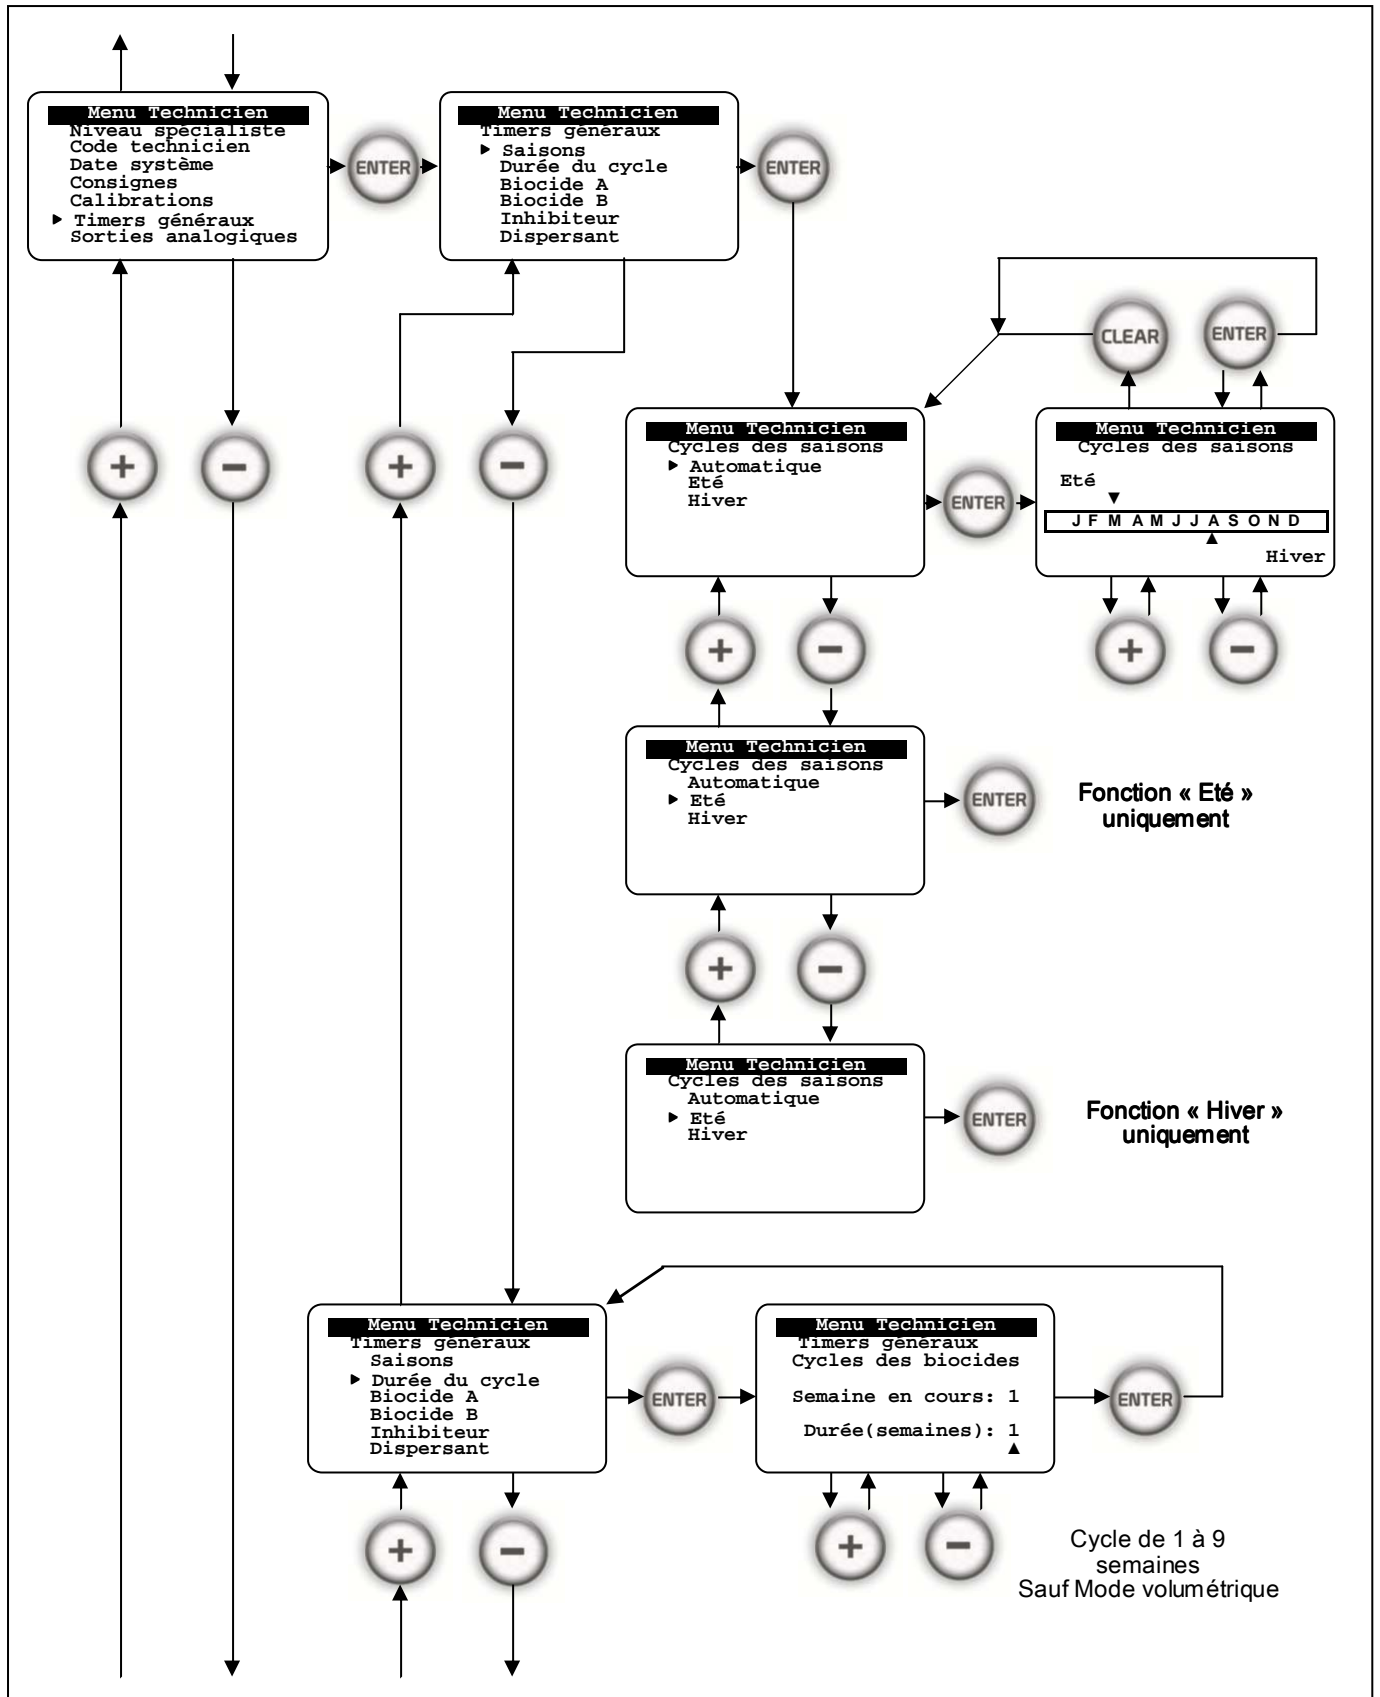 Menu Technicien
Niveau spécialiste
Code technicien
Date système
Consignes
Calibrations
Timers généraux
Sorties analogiques
ENTER
Menu Technicien
Timers généraux
Saisons
Durée du cycle
Biocide A
Biocide B
Inhibiteur
Dispersant
ENTER
CLEAR
ENTER
+
−
+
−
Menu Technicien
Cycles des saisons
Automatique
Eté
Hiver
ENTER
Menu Technicien
Cycles des saisons
Eté
J F M A M J J A S O N D
Hiver
+
−
+
−
Menu Technicien
Cycles des saisons
Automatique
Eté
Hiver
ENTER
Fonction « Eté »
uniquement
+
−
Menu Technicien
Cycles des saisons
Automatique
Eté
Hiver
ENTER
Fonction « Hiver »
uniquement
Menu Technicien
Timers généraux
Saisons
Durée du cycle
Biocide A
Biocide B
Inhibiteur
Dispersant
ENTER
Menu Technicien
Timers généraux
Cycles des biocides
Semaine en cours: 1
Durée(semaines): 1
ENTER
+
−
+
−
Cycle de 1 à 9
semaines
Sauf Mode volumétrique